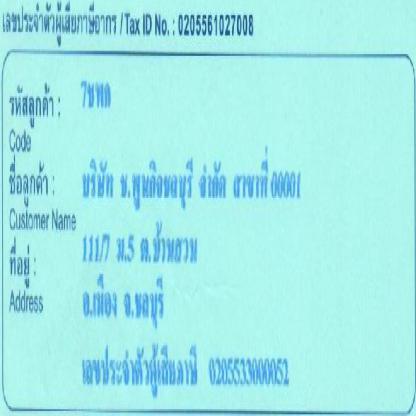 เลขประจำตัวผู้เสียภาษีอากร / Tax ID No. : 0205561027008
รหัสลูกค้า : 7ชพก
Code
ชื่อลูกค้า : บริษัท ช.พูนกิจชลบุรี จำกัด สาขาที่ 00001
Customer Name
ที่อยู่ : 111/7 ม.5 ต.บ้านสวน
Address อ.เมือง จ.ชลบุรี
เลขประจำตัวผู้เสียภาษี 0205533000052